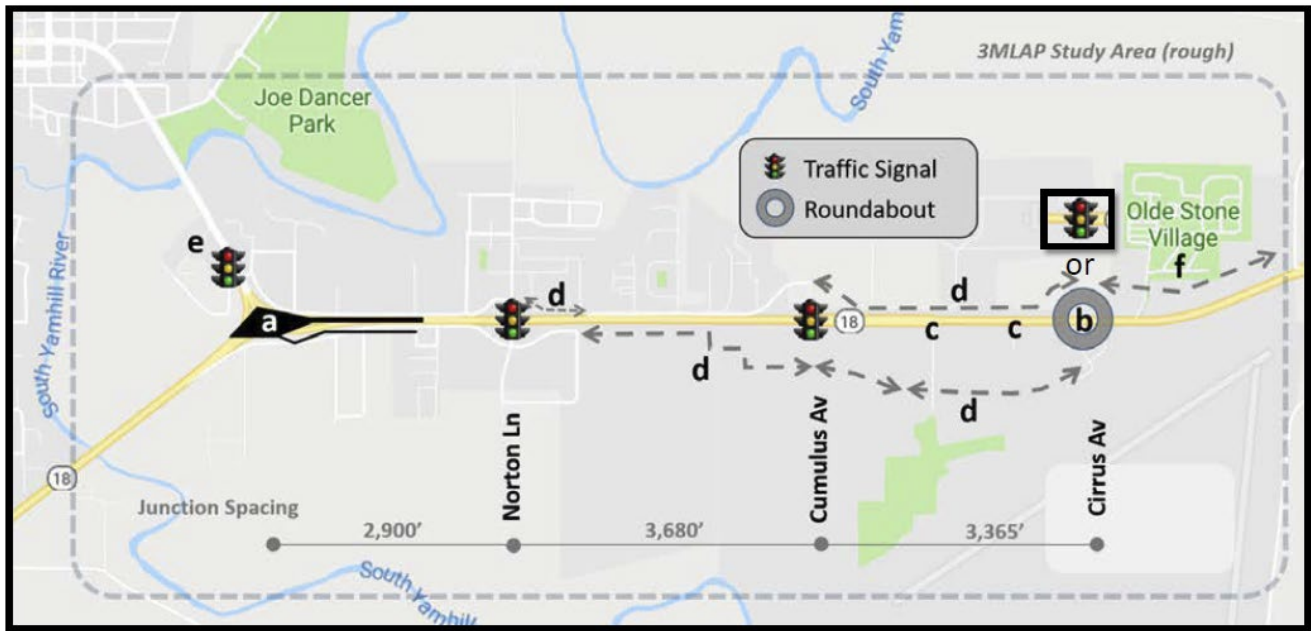 3MLAP Study Area (rough)
Joe Dancer
Park
South Yam
Traffic Signal
Roundabout
Olde Stone
Village
or
e
f
d
d
a
18
c
c
b
d
d
South Yamhill River
18
Norton Ln
Cumulus Av
Cirrus Av
Junction Spacing
2,900’
3,680’
3,365’
South Yamhill